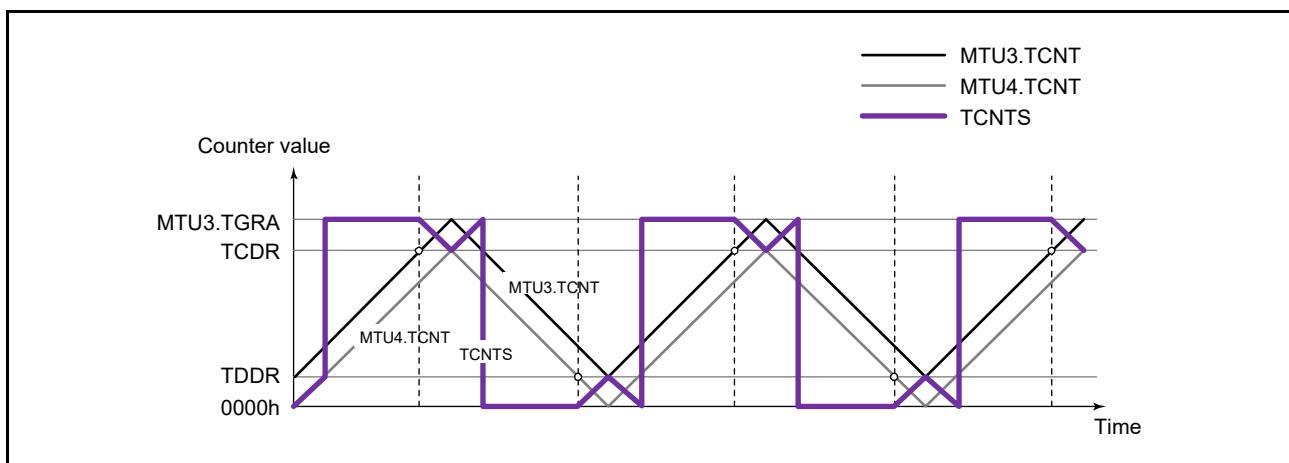 MTU3.TCNT
MTU4.TCNT
TCNTS
Counter value
MTU3.TGRA
TCDR
MTU3.TCNT
MTU4.TCNT
TCNTS
TDDR
0000h
Time